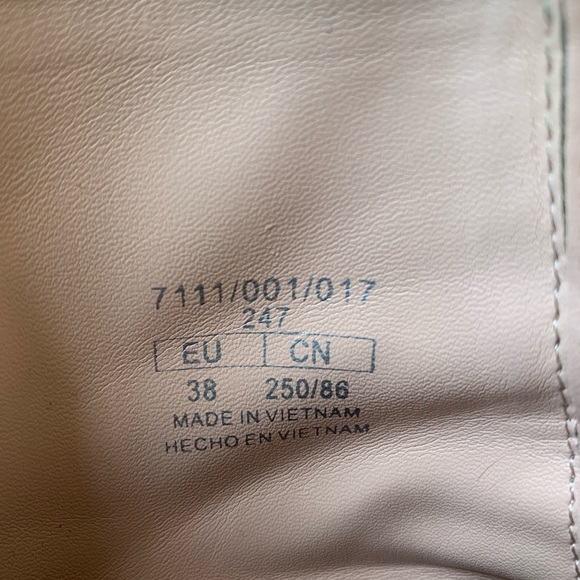 7111/001/017
247
EU CN
38 250/86
MADE IN VIETNAM
HECHO EN VIETNAM